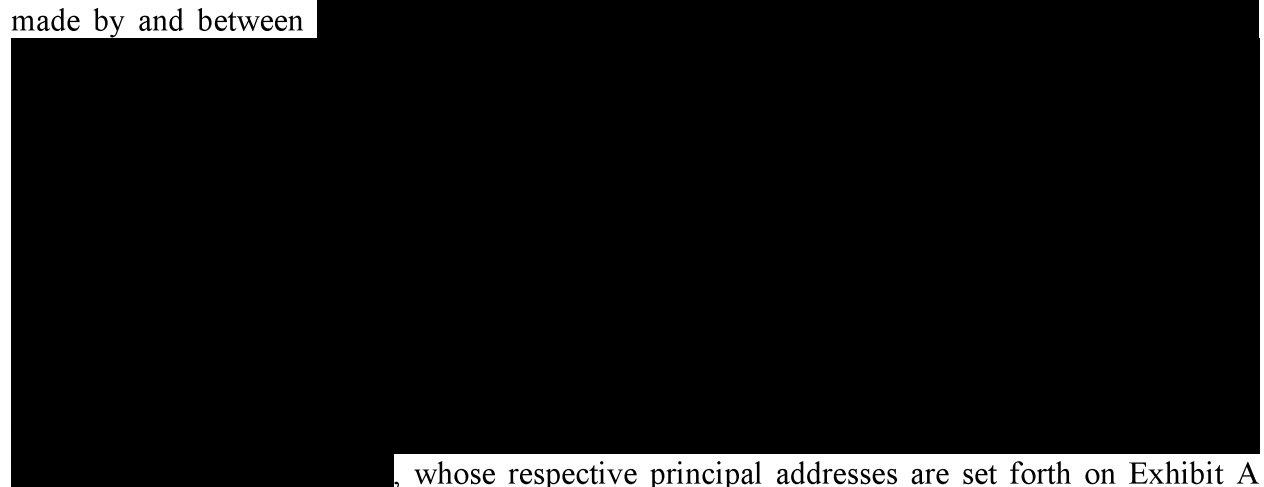 made by and between
, whose respective principal addresses are set forth on Exhibit A